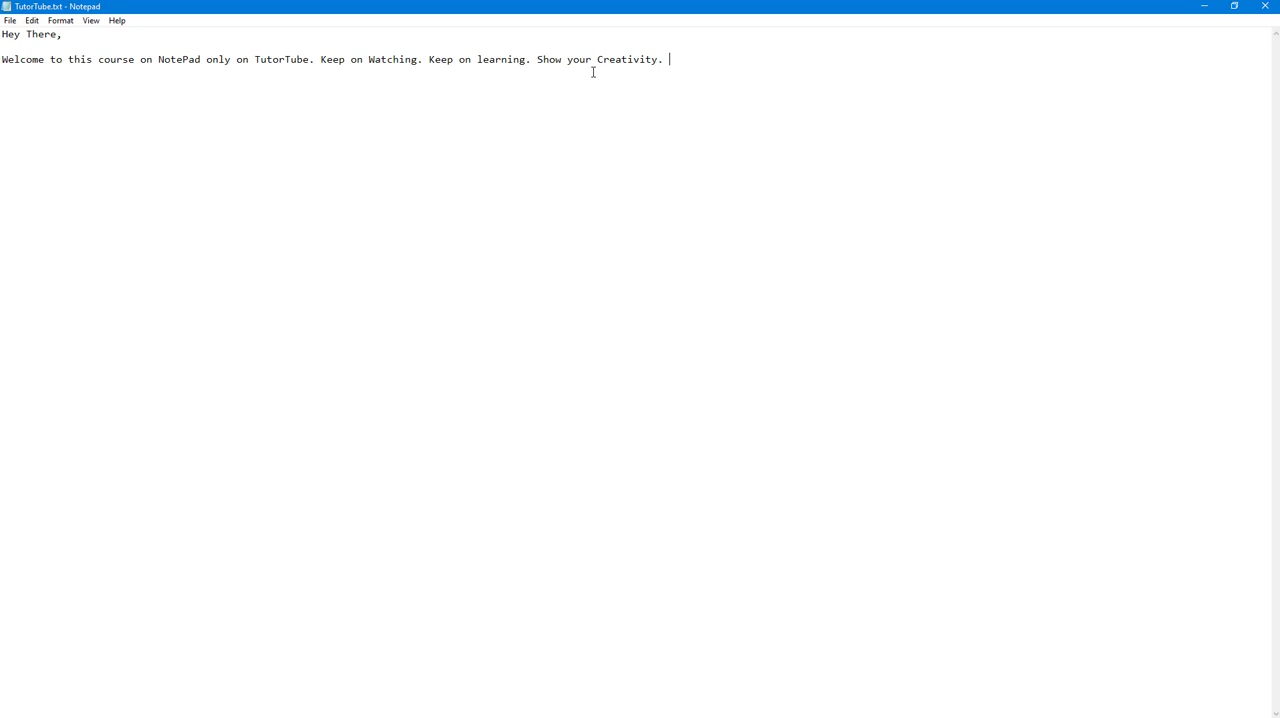 TutorTube.txt - Notepad
File Edit Format View Help
Hey There,
Welcome to this course on NotePad only on TutorTube. Keep on Watching. Keep on learning. Show your Creativity.